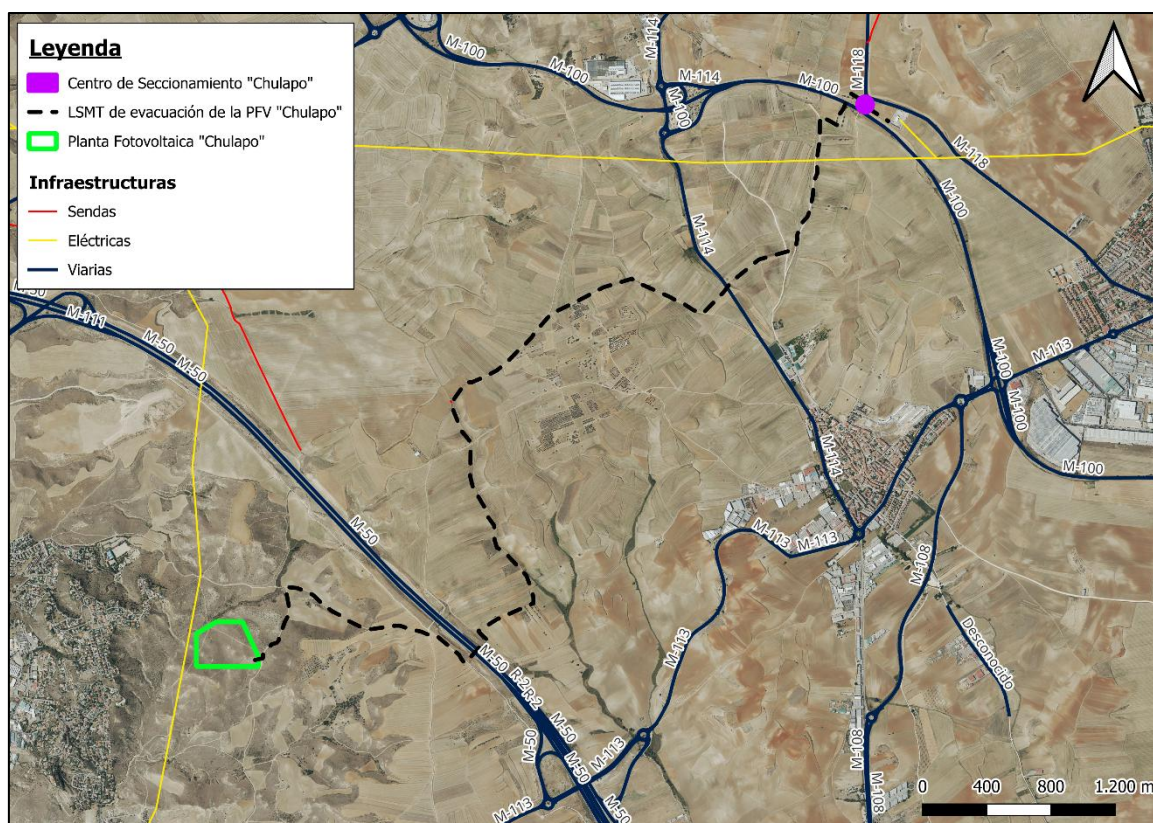 Leyenda
Centro de Seccionamiento "Chulapo"
LSMT de evacuación de la PFV "Chulapo"
Planta Fotovoltaica "Chulapo"
Infraestructuras
Sendas
Eléctricas
Viarias
M-100
M-114
M-118
M-100
M-114
M-100
M-100
M-118
M-100
M-114
M-50
M-111
M-50
M-50
M-113
M-100
M-100
M-100
M-114
M-50
M-113
M-113
M-108
M-113
Desconocido
M-50
R-2
R-2
M-50
M-50
M-50
M-113
M-50
M-113
M-50
M-108
M-108
0 400 800 1.200 m